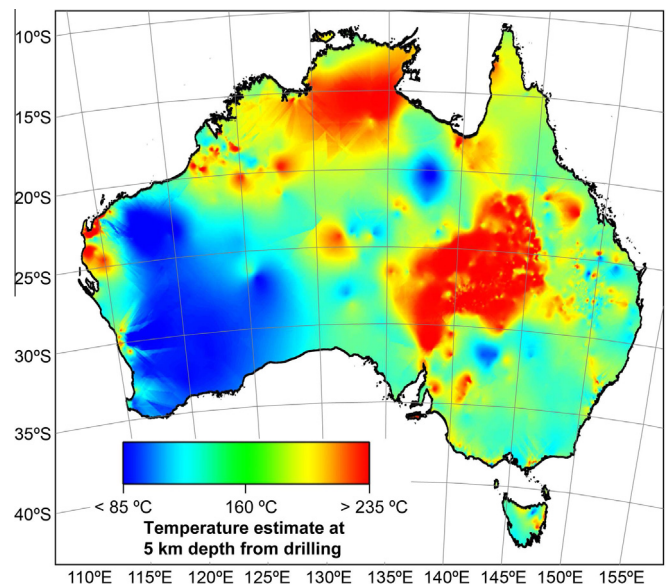 10ºS
15ºS
20ºS
25ºS
30ºS
35ºS
40ºS
< 85 ºC 160 ºC > 235 ºC
Temperature estimate at
5 km depth from drilling
110ºE 115ºE 120ºE 125ºE 130ºE 135ºE 140ºE 145ºE 150ºE 155ºE